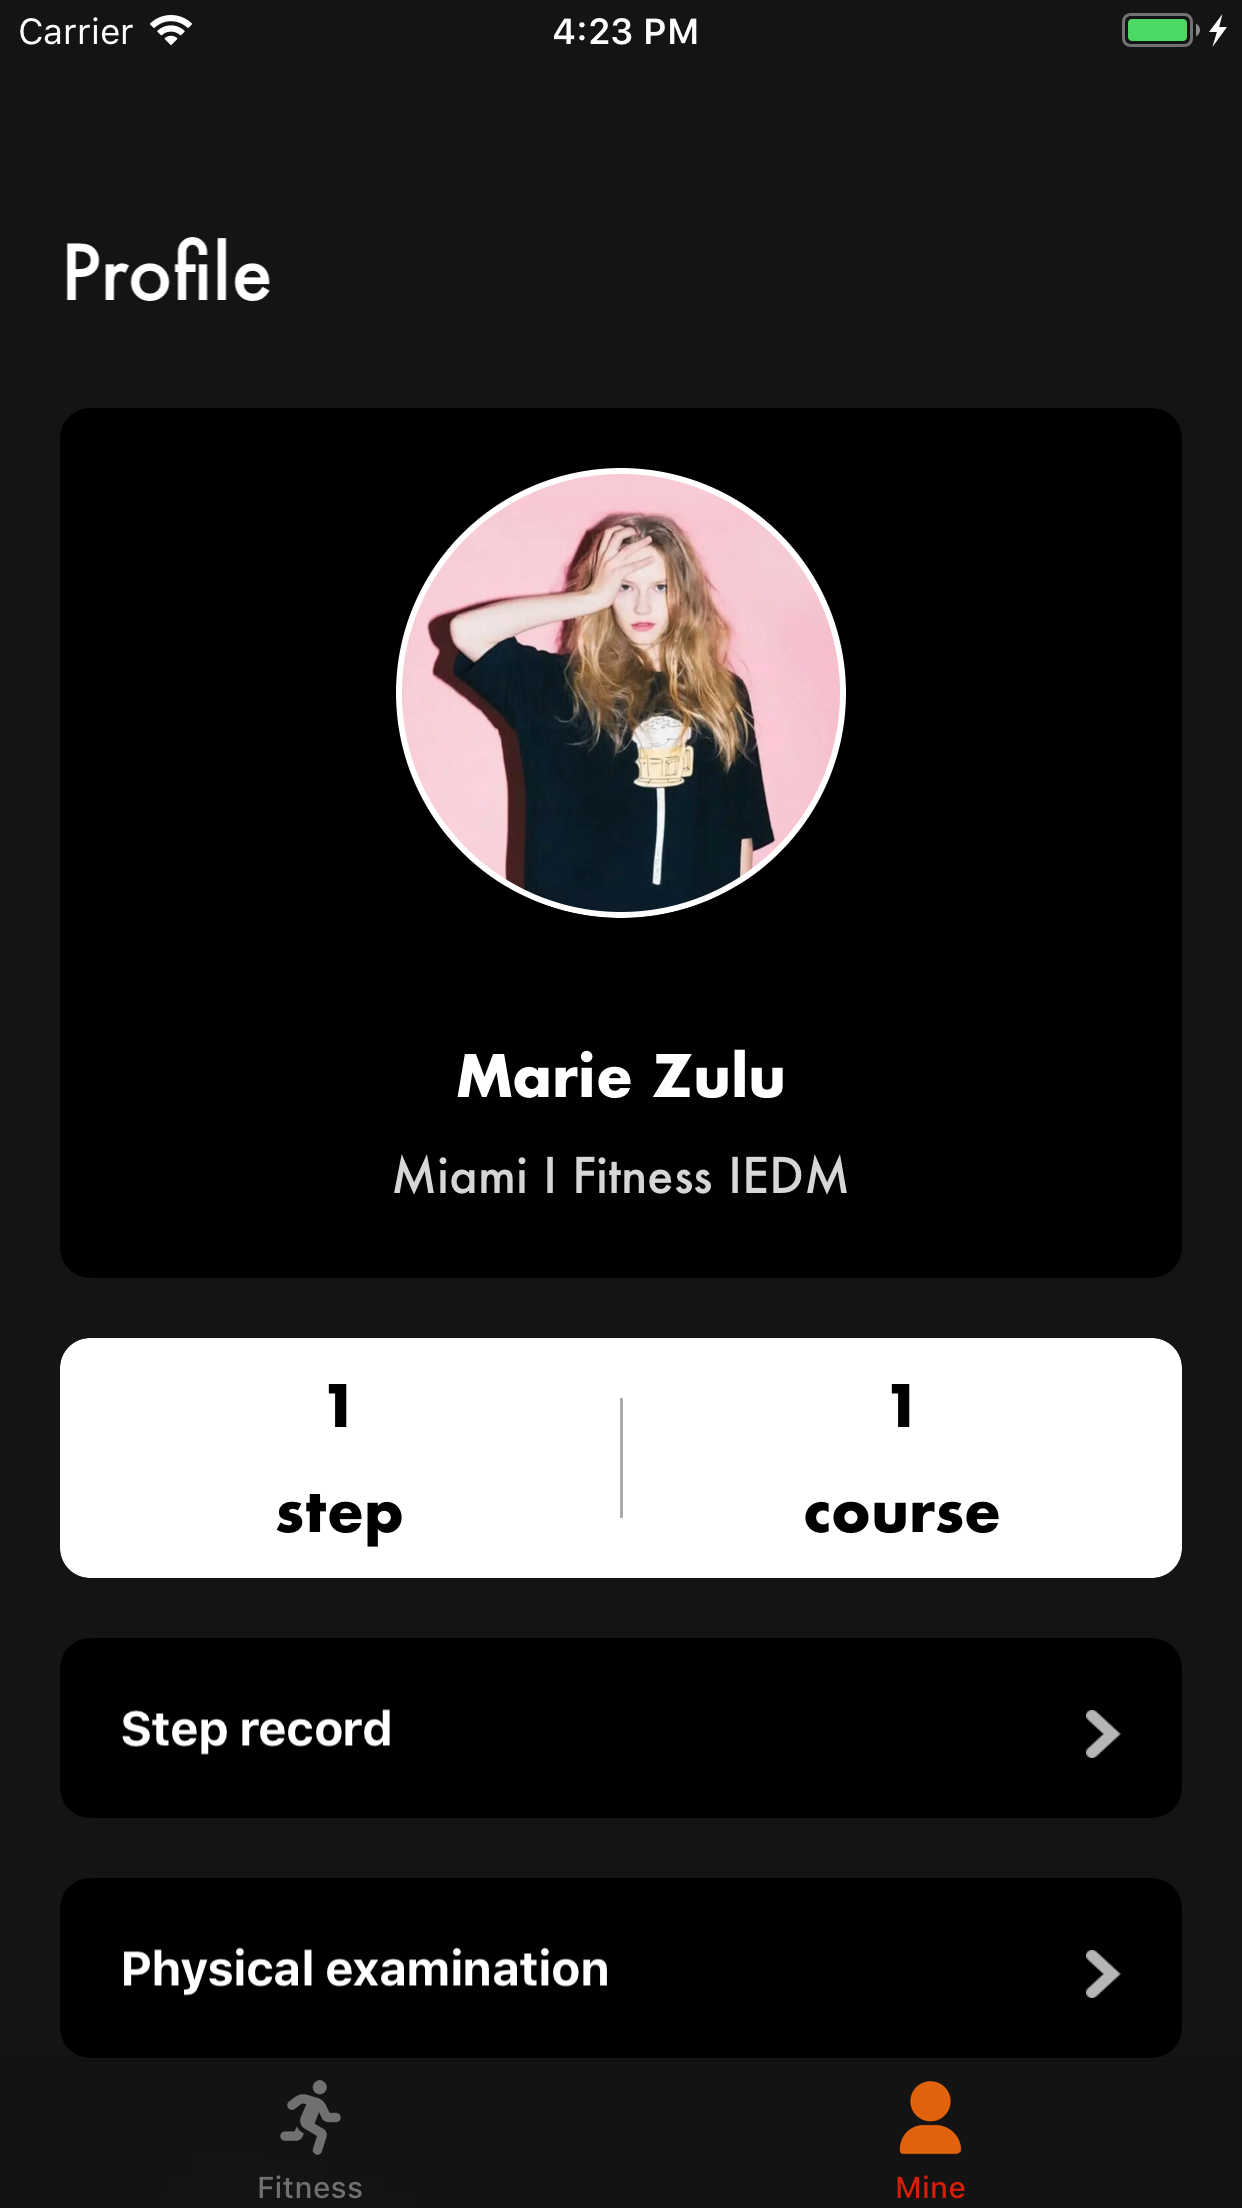 Carrier 4:23 PM
Profile
Marie Zulu
Miami I Fitness IEDM
1 1
step course
Step record
Physical examination
Fitness Mine